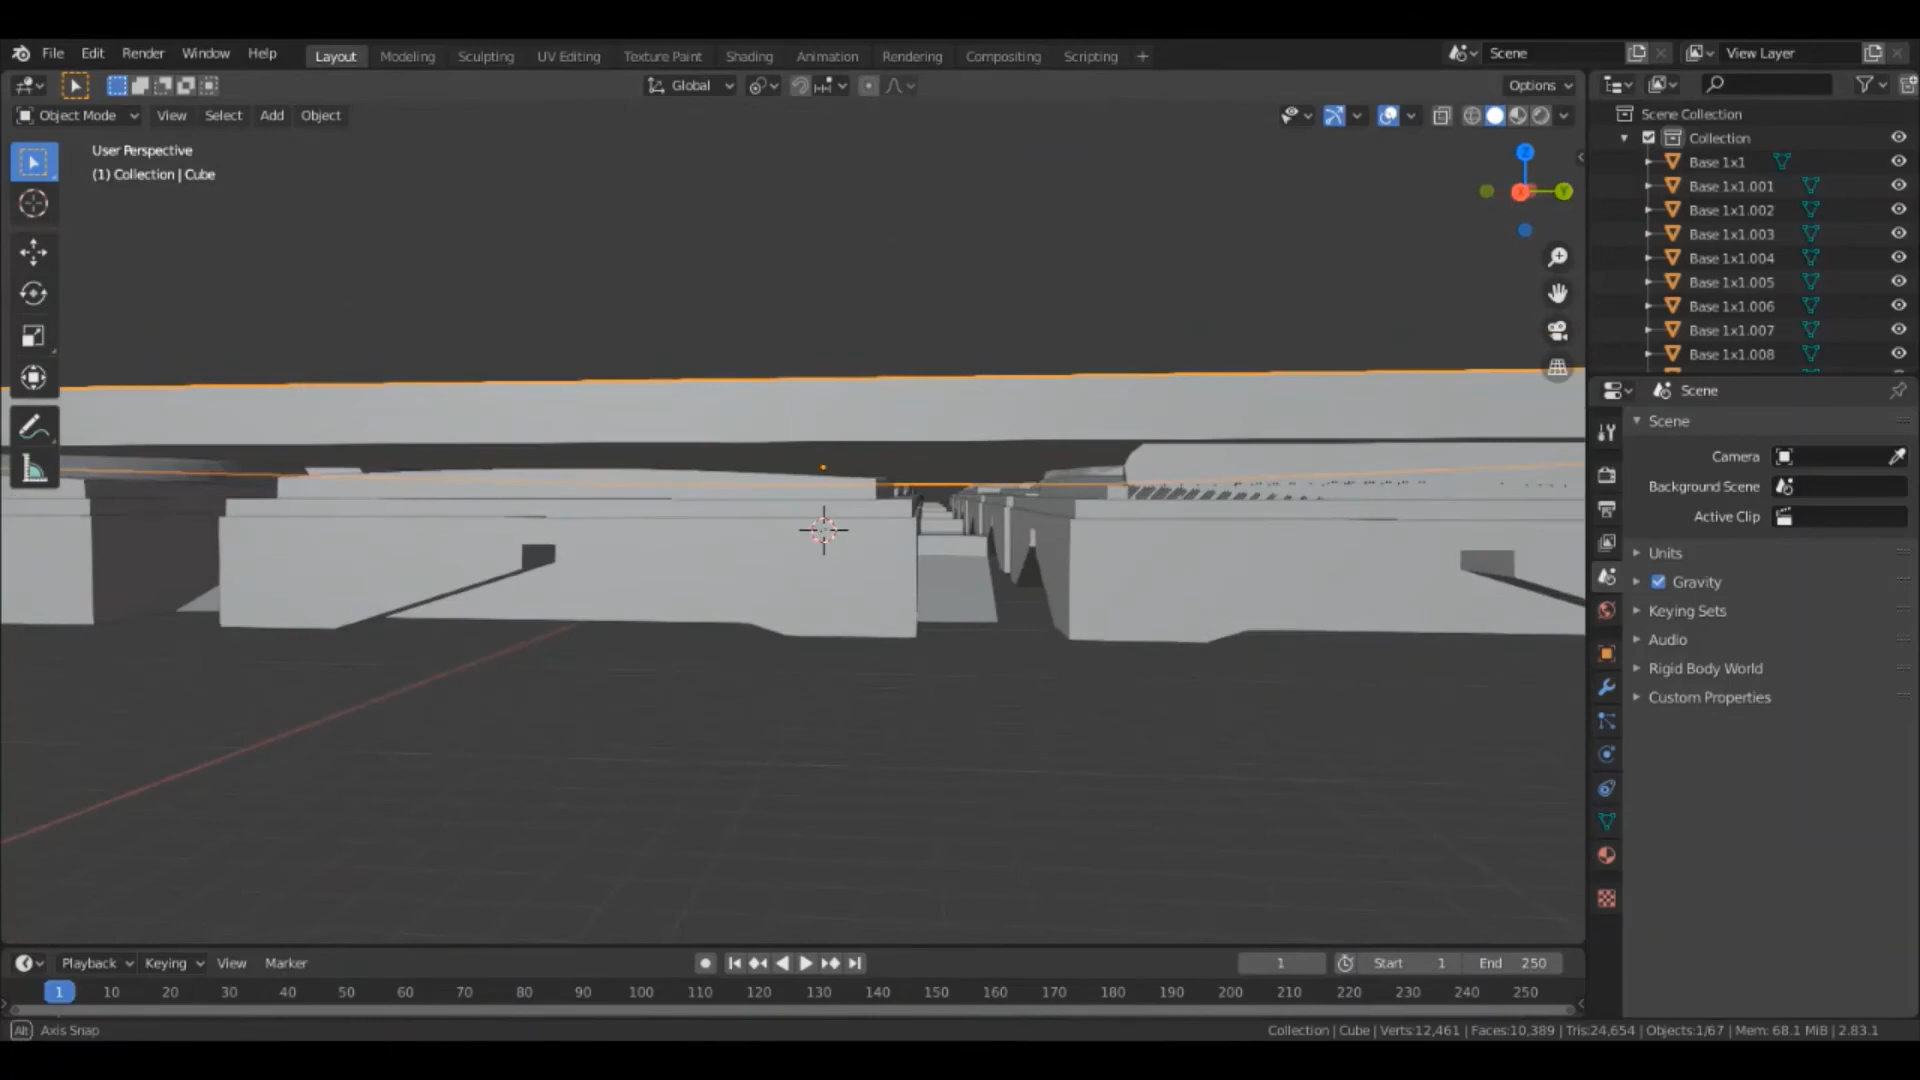 File Edit Render Window Help Layout Modeling Sculpting UV Editing Texture Paint Shading Animation Rendering Compositing Scripting + Scene View Layer
Global Options
Object Mode View Select Add Object
User Perspective
(1) Collection | Cube
Z
X
Y
Scene Collection
Collection
Base 1x1
Base 1x1.001
Base 1x1.002
Base 1x1.003
Base 1x1.004
Base 1x1.005
Base 1x1.006
Base 1x1.007
Base 1x1.008
Scene
Scene
Camera
Background Scene
Active Clip
Units
Gravity
Keying Sets
Audio
Rigid Body World
Custom Properties
Playback Keying View Marker 1 Start 1 End 250
1 10 20 30 40 50 60 70 80 90 100 110 120 130 140 150 160 170 180 190 200 210 220 230 240 250
Alt Axis Snap Collection | Cube | Verts:12,461 | Faces:10,389 | Tris:24,654 | Objects:1/67 | Mem: 68.1 MiB | 2.83.1